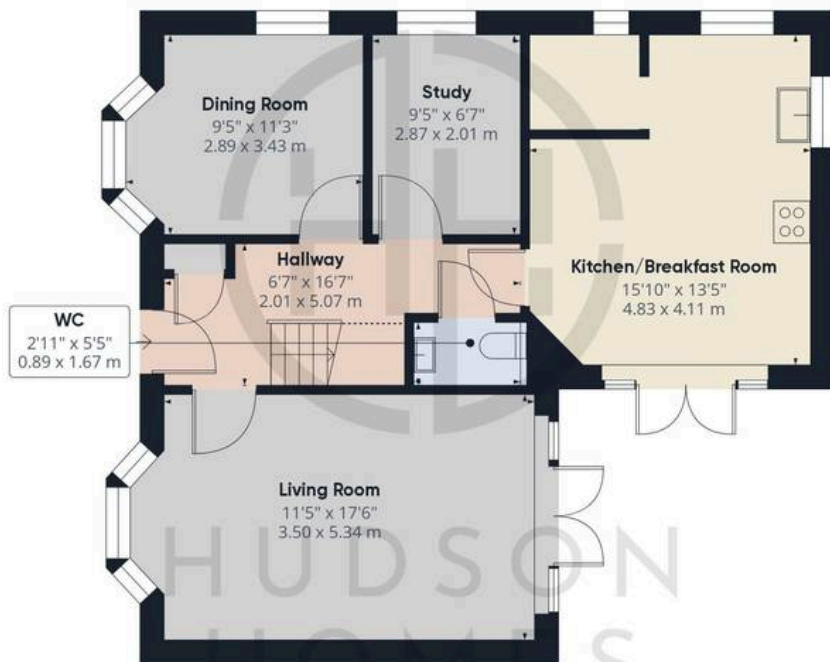 Dining Room
9'5" x 11'3"
2.89 x 3.43 m
Study
9'5" x 6'7"
2.87 x 2.01 m
Hallway
6'7" x 16'7"
2.01 x 5.07 m
Kitchen/Breakfast Room
15'10" x 13'5"
4.83 x 4.11 m
WC
2'11" x 5'5"
0.89 x 1.67 m
Living Room
11'5" x 17'6"
3.50 x 5.34 m
HUDSON
HOMES